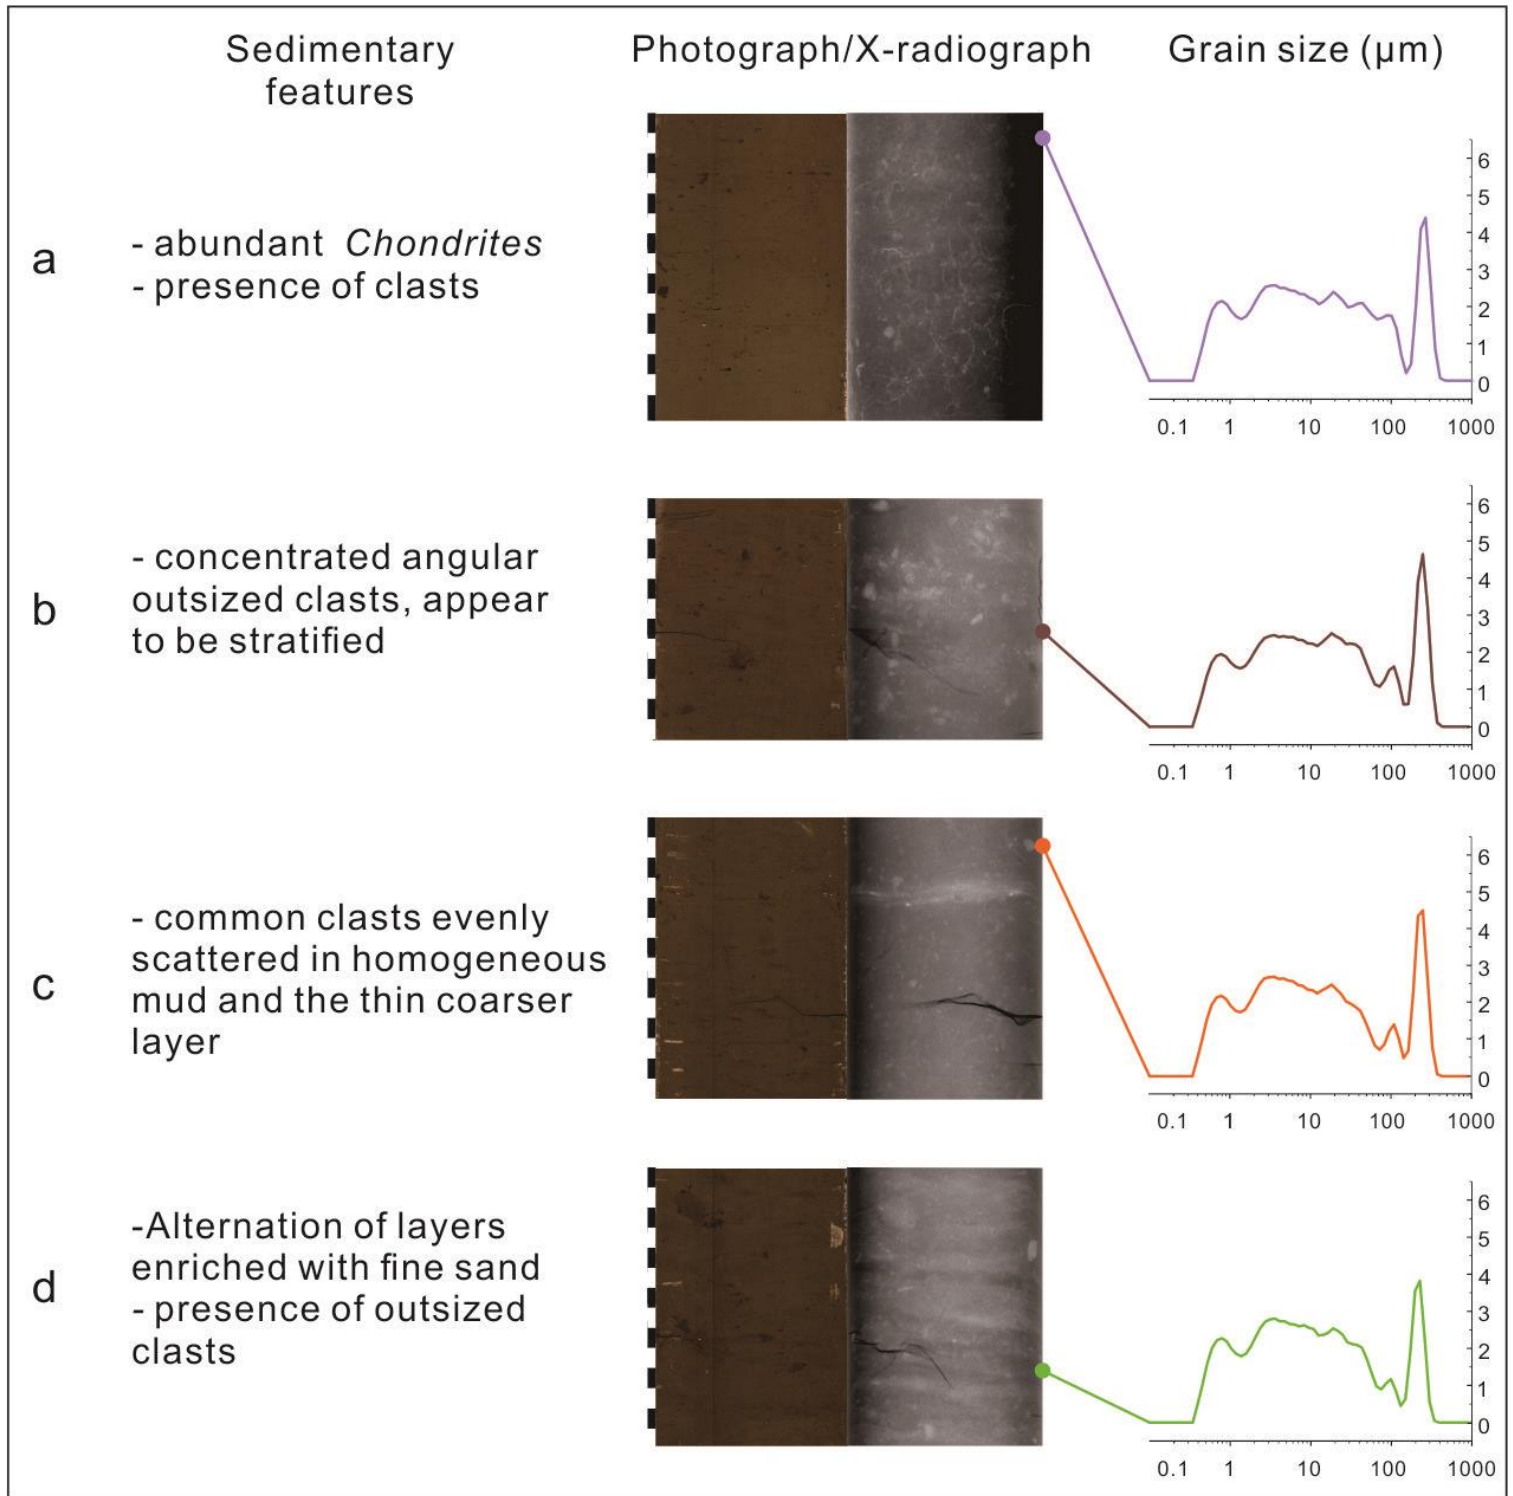 Sedimentary
features
Photograph/X-radiograph
Grain size (µm)
a
- abundant Chondrites
- presence of clasts
6
5
4
3
2
1
0
0.1 1 10 100 1000
b
- concentrated angular
outsized clasts, appear
to be stratified
6
5
4
3
2
1
0
0.1 1 10 100 1000
c
- common clasts evenly
scattered in homogeneous
mud and the thin coarser
layer
6
5
4
3
2
1
0
0.1 1 10 100 1000
d
-Alternation of layers
enriched with fine sand
- presence of outsized
clasts
6
5
4
3
2
1
0
0.1 1 10 100 1000